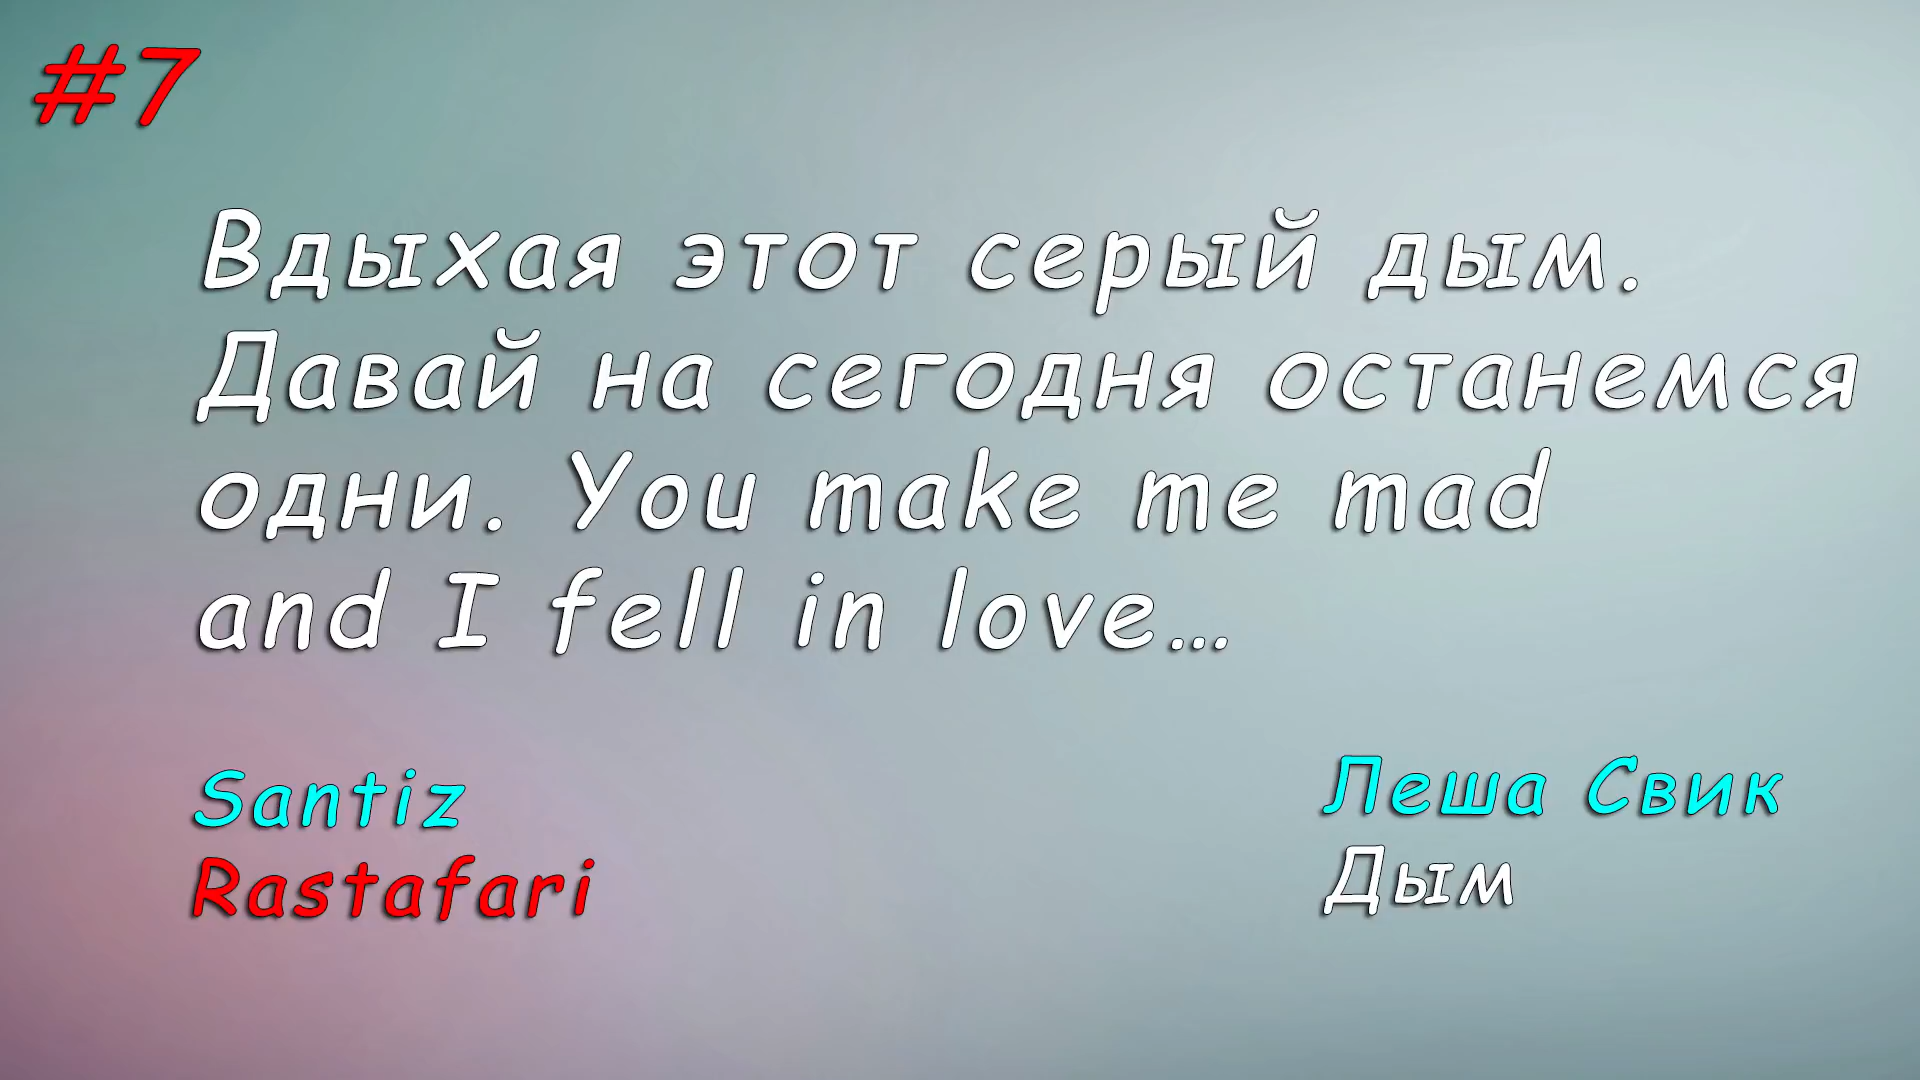 #7
Вдыхая этот серый дым.
Давай на сегодня останемся
одни. You make me mad
and I fell in love...
Santiz
Rastafari
Леша Свик
Дым